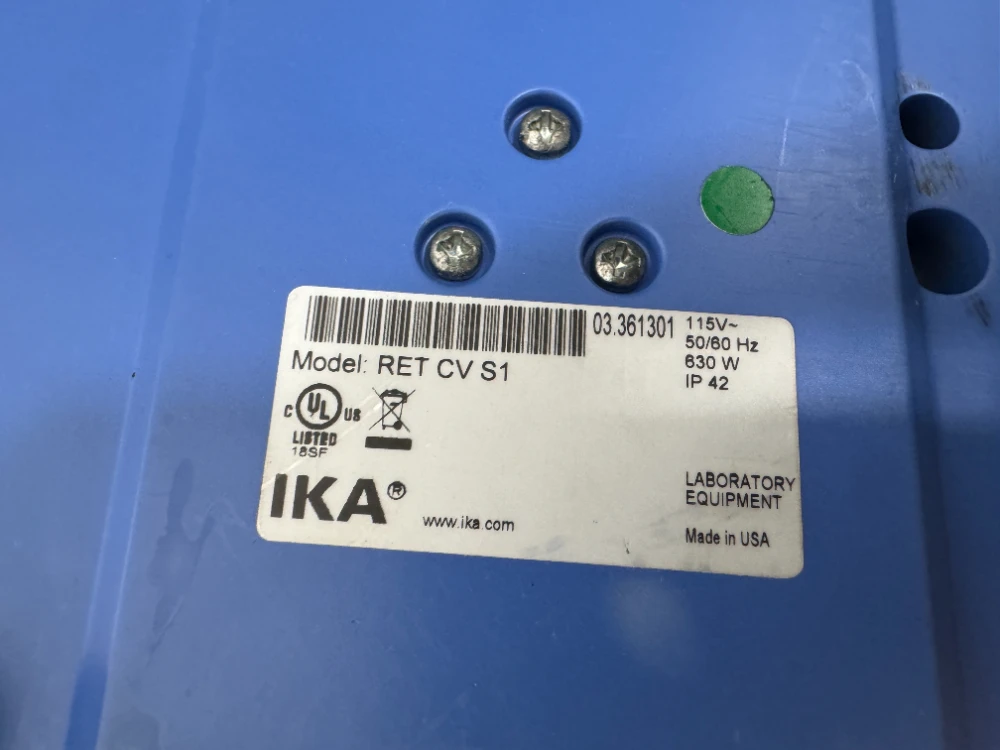 03.361301
115V~
50/60 Hz
630 W
IP 42
Model: RET CV S1
C UL US
LISTED
18SF
IKA®
www.ika.com
LABORATORY
EQUIPMENT
Made in USA